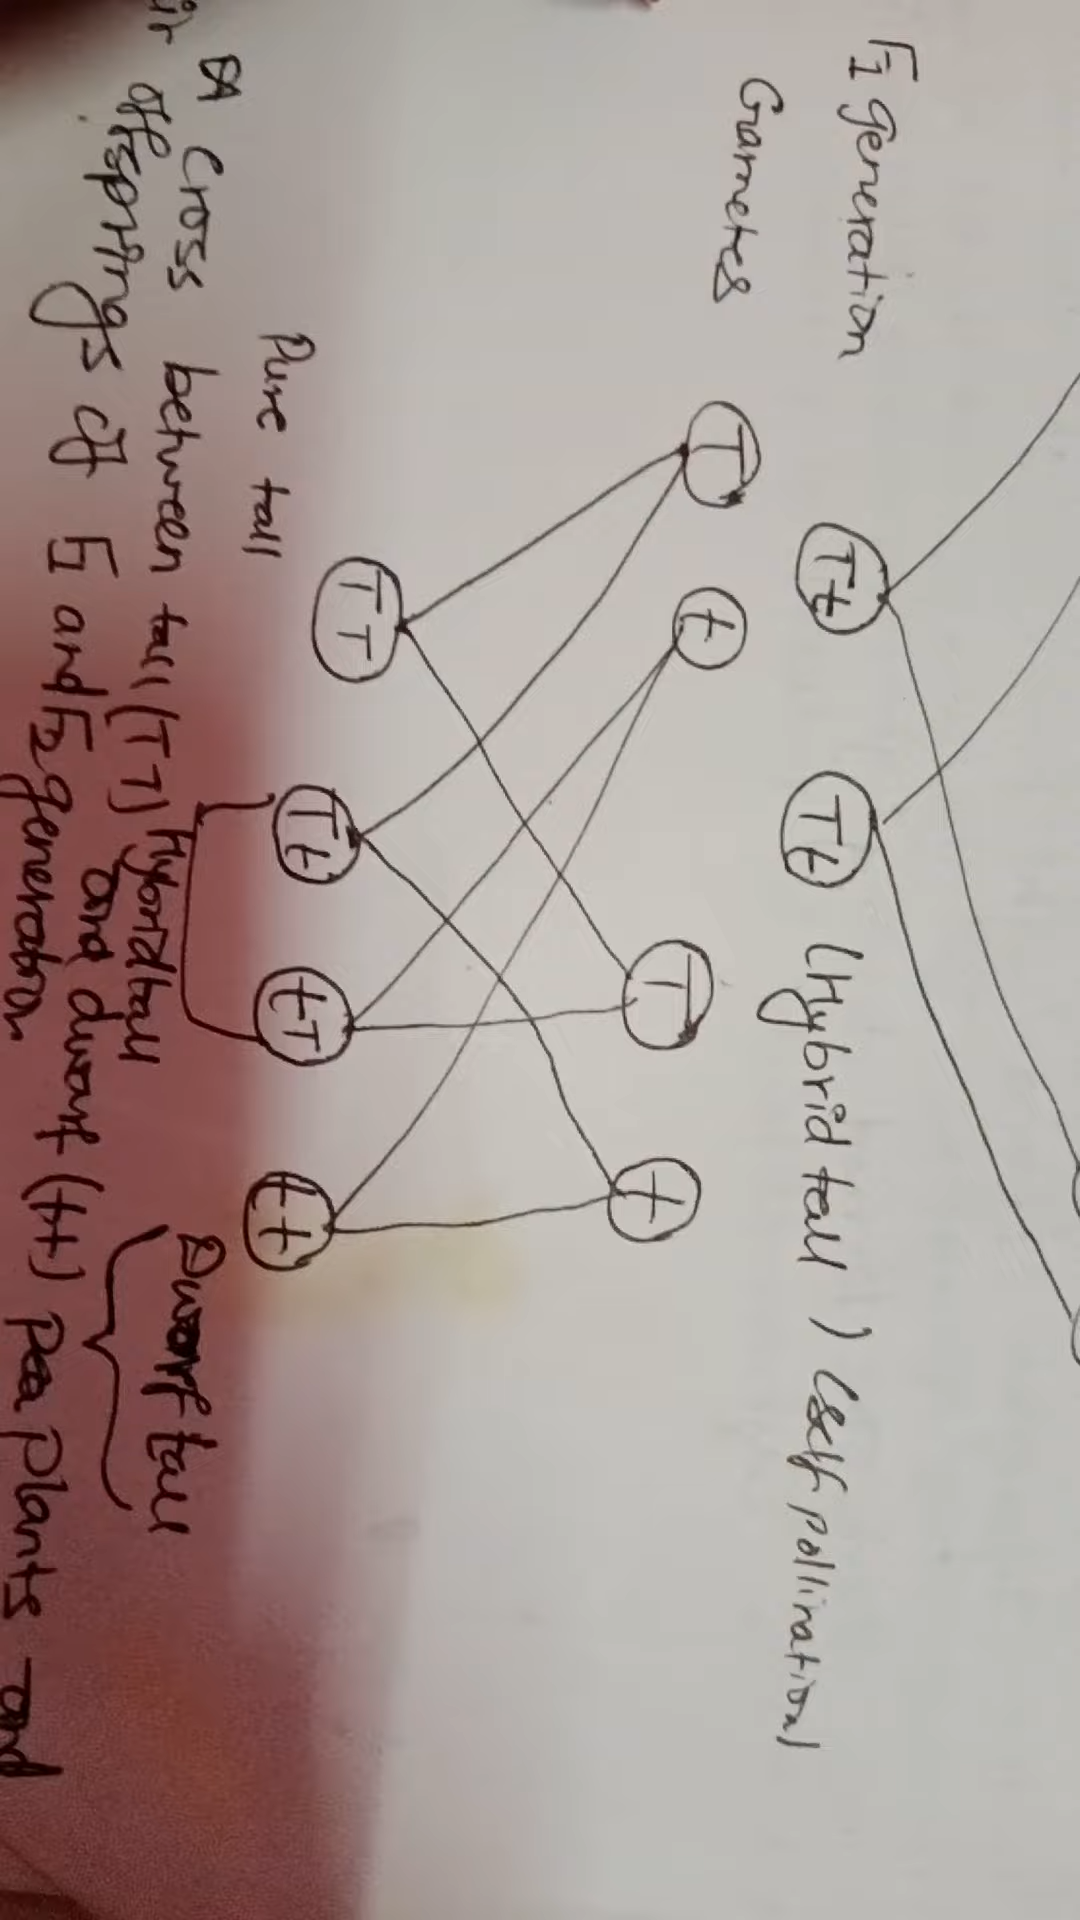 F1 generation
Tt Tt (Hybrid tall) (self pollination)
Gametes
T t T t
TT Tt tT tt
Pure tall
Hybrid tall
Dwarf tall
A Cross between tall (TT) and dwarf (tt) Pea Plants and
offsprings of F1 and F2 generation.